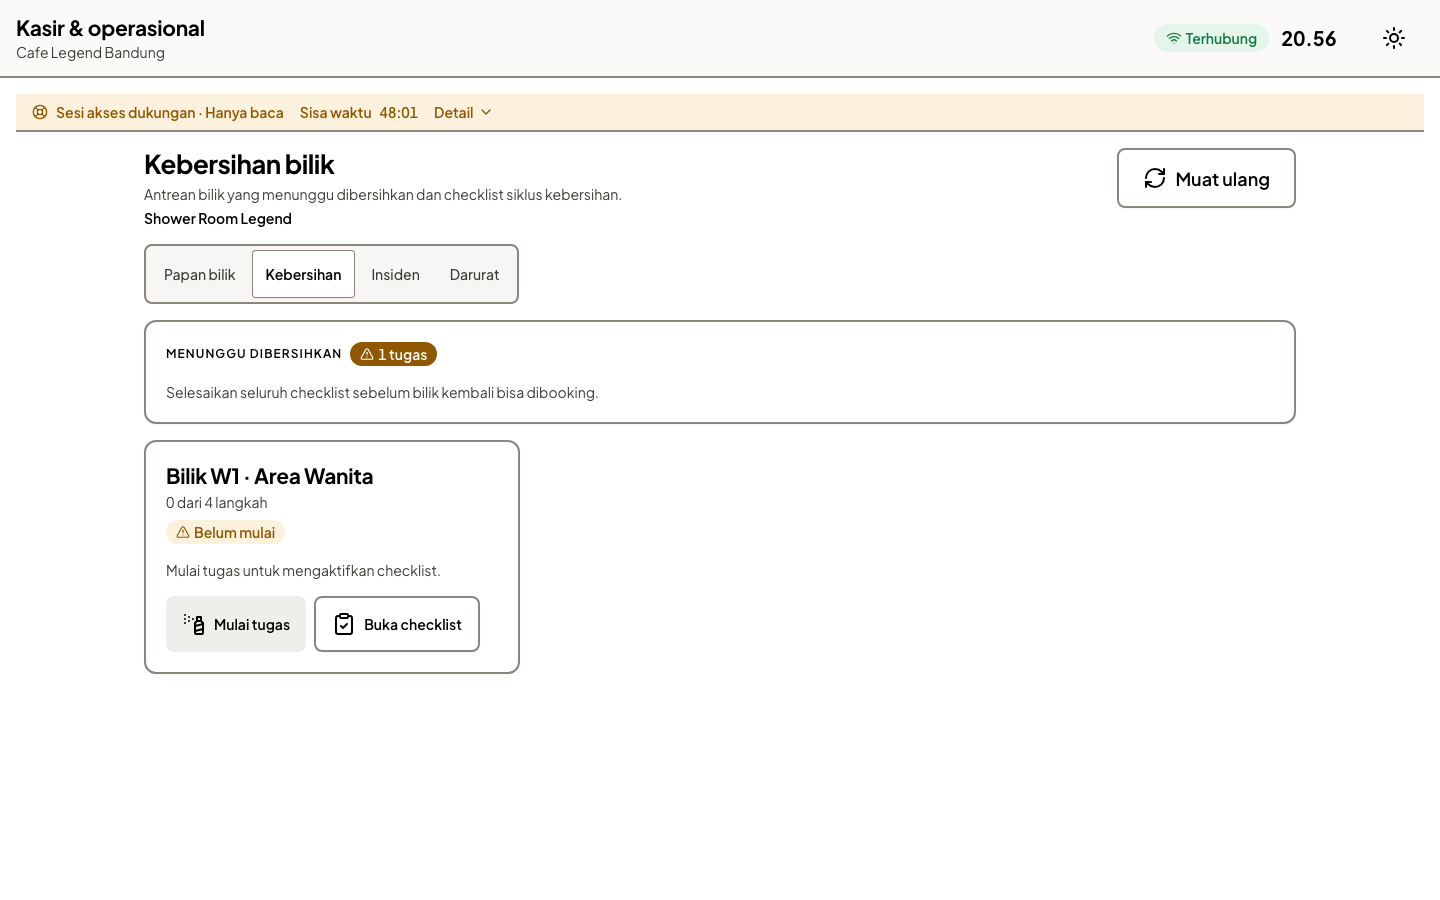 Kasir & operasional
Cafe Legend Bandung
Terhubung
20.56
Sesi akses dukungan · Hanya baca Sisa waktu 48:01 Detail
Kebersihan bilik
Antrean bilik yang menunggu dibersihkan dan checklist siklus kebersihan.
Shower Room Legend
Muat ulang
Papan bilik Kebersihan Insiden Darurat
MENUNGGU DIBERSIHKAN 1 tugas
Selesaikan seluruh checklist sebelum bilik kembali bisa dibooking.
Bilik W1 · Area Wanita
0 dari 4 langkah
Belum mulai
Mulai tugas untuk mengaktifkan checklist.
Mulai tugas Buka checklist